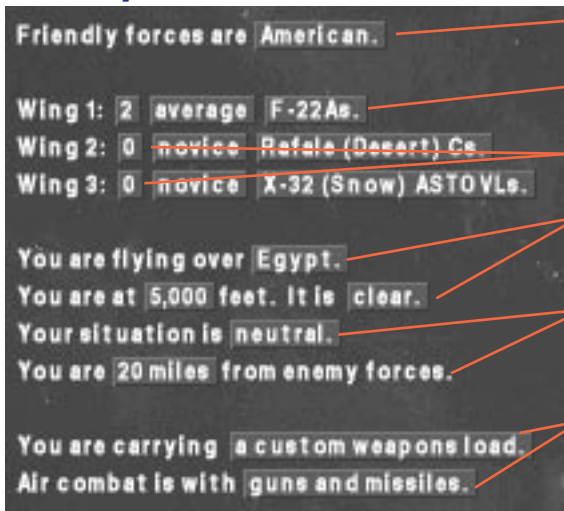 Friendly forces are American.
Wing 1: 2 average F-22As.
Wing 2: 0 novice Rafale (Desert) Cs.
Wing 3: 0 novice X-32 (Snow) ASTOVLs.
You are flying over Egypt.
You are at 5,000 feet. It is clear.
Your situation is neutral.
You are 20 miles from enemy forces.
You are carrying a custom weapons load.
Air combat is with guns and missiles.